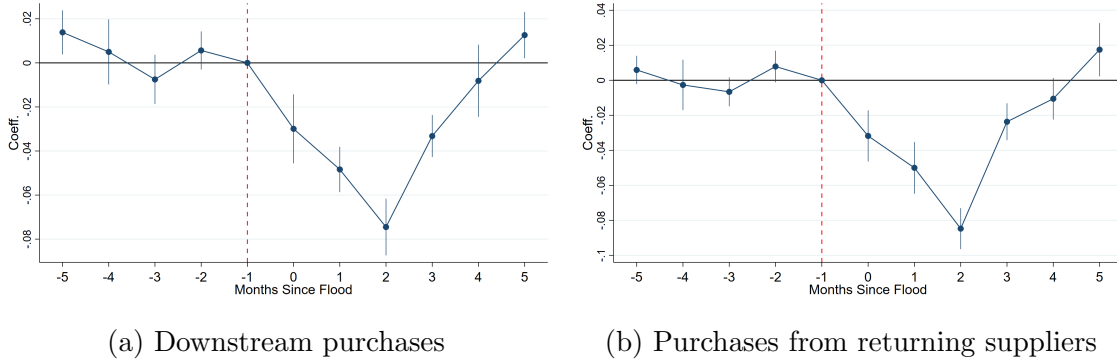 .02
0
-.02
-.04
-.06
-.08
Coeff.
-5 -4 -3 -2 -1 0 1 2 3 4 5
Months Since Flood
(a) Downstream purchases
.04
.02
0
-.02
-.04
-.06
-.08
-.1
Coeff.
-5 -4 -3 -2 -1 0 1 2 3 4 5
Months Since Flood
(b) Purchases from returning suppliers